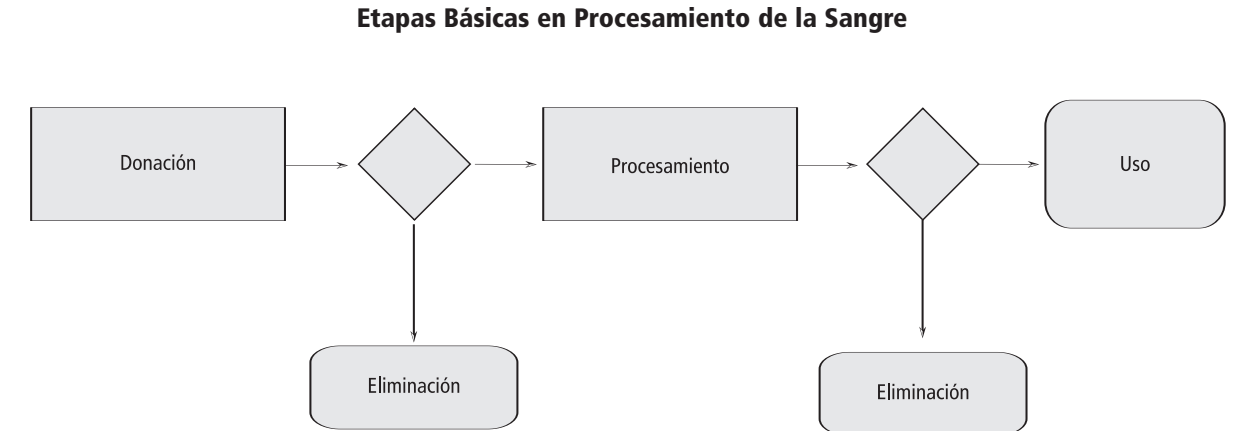 Etapas Básicas en Procesamiento de la Sangre
Donación
Procesamiento
Uso
Eliminación
Eliminación